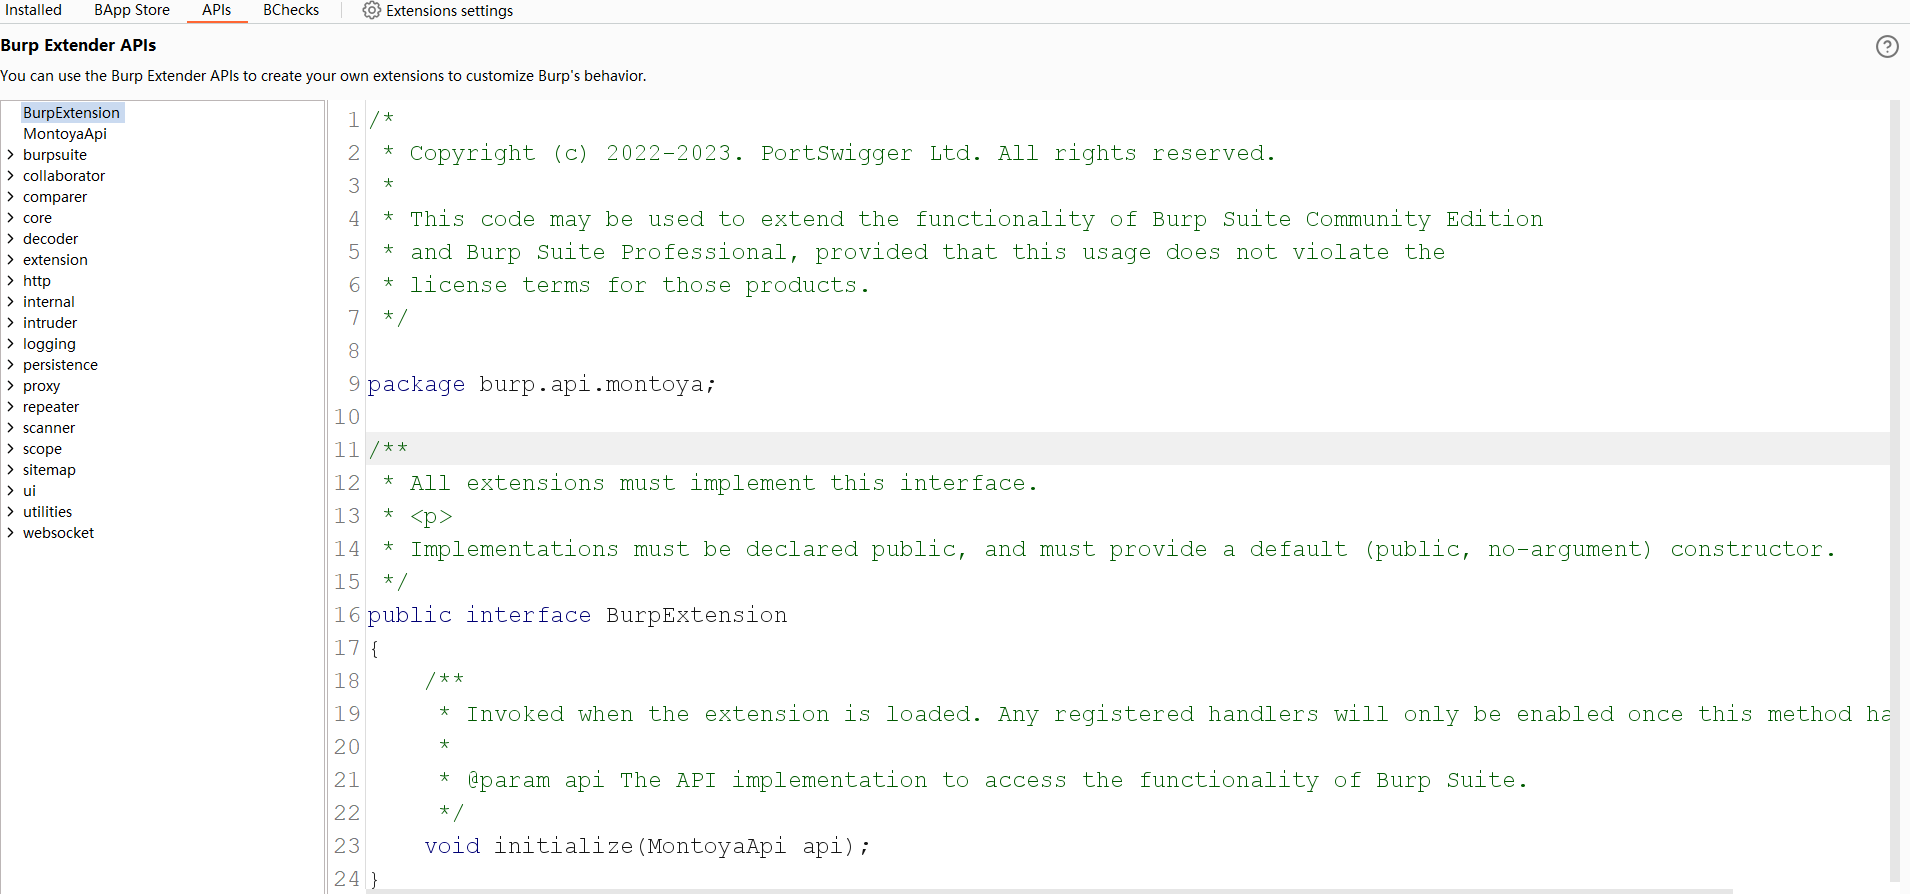 Installed BApp Store APIs BChecks Extensions settings
Burp Extender APIs
You can use the Burp Extender APIs to create your own extensions to customize Burp's behavior.
BurpExtension
MontoyaApi
burpsuite
collaborator
comparer
core
decoder
extension
http
internal
intruder
logging
persistence
proxy
repeater
scanner
scope
sitemap
ui
utilities
websocket
1 /*
2  * Copyright (c) 2022-2023. PortSwigger Ltd. All rights reserved.
3  *
4  * This code may be used to extend the functionality of Burp Suite Community Edition
5  * and Burp Suite Professional, provided that this usage does not violate the
6  * license terms for those products.
7  */
8
9 package burp.api.montoya;
10
11 /**
12  * All extensions must implement this interface.
13  * <p>
14  * Implementations must be declared public, and must provide a default (public, no-argument) constructor.
15  */
16 public interface BurpExtension
17 {
18     /**
19      * Invoked when the extension is loaded. Any registered handlers will only be enabled once this method ha
20      *
21      * @param api The API implementation to access the functionality of Burp Suite.
22      */
23     void initialize(MontoyaApi api);
24 }